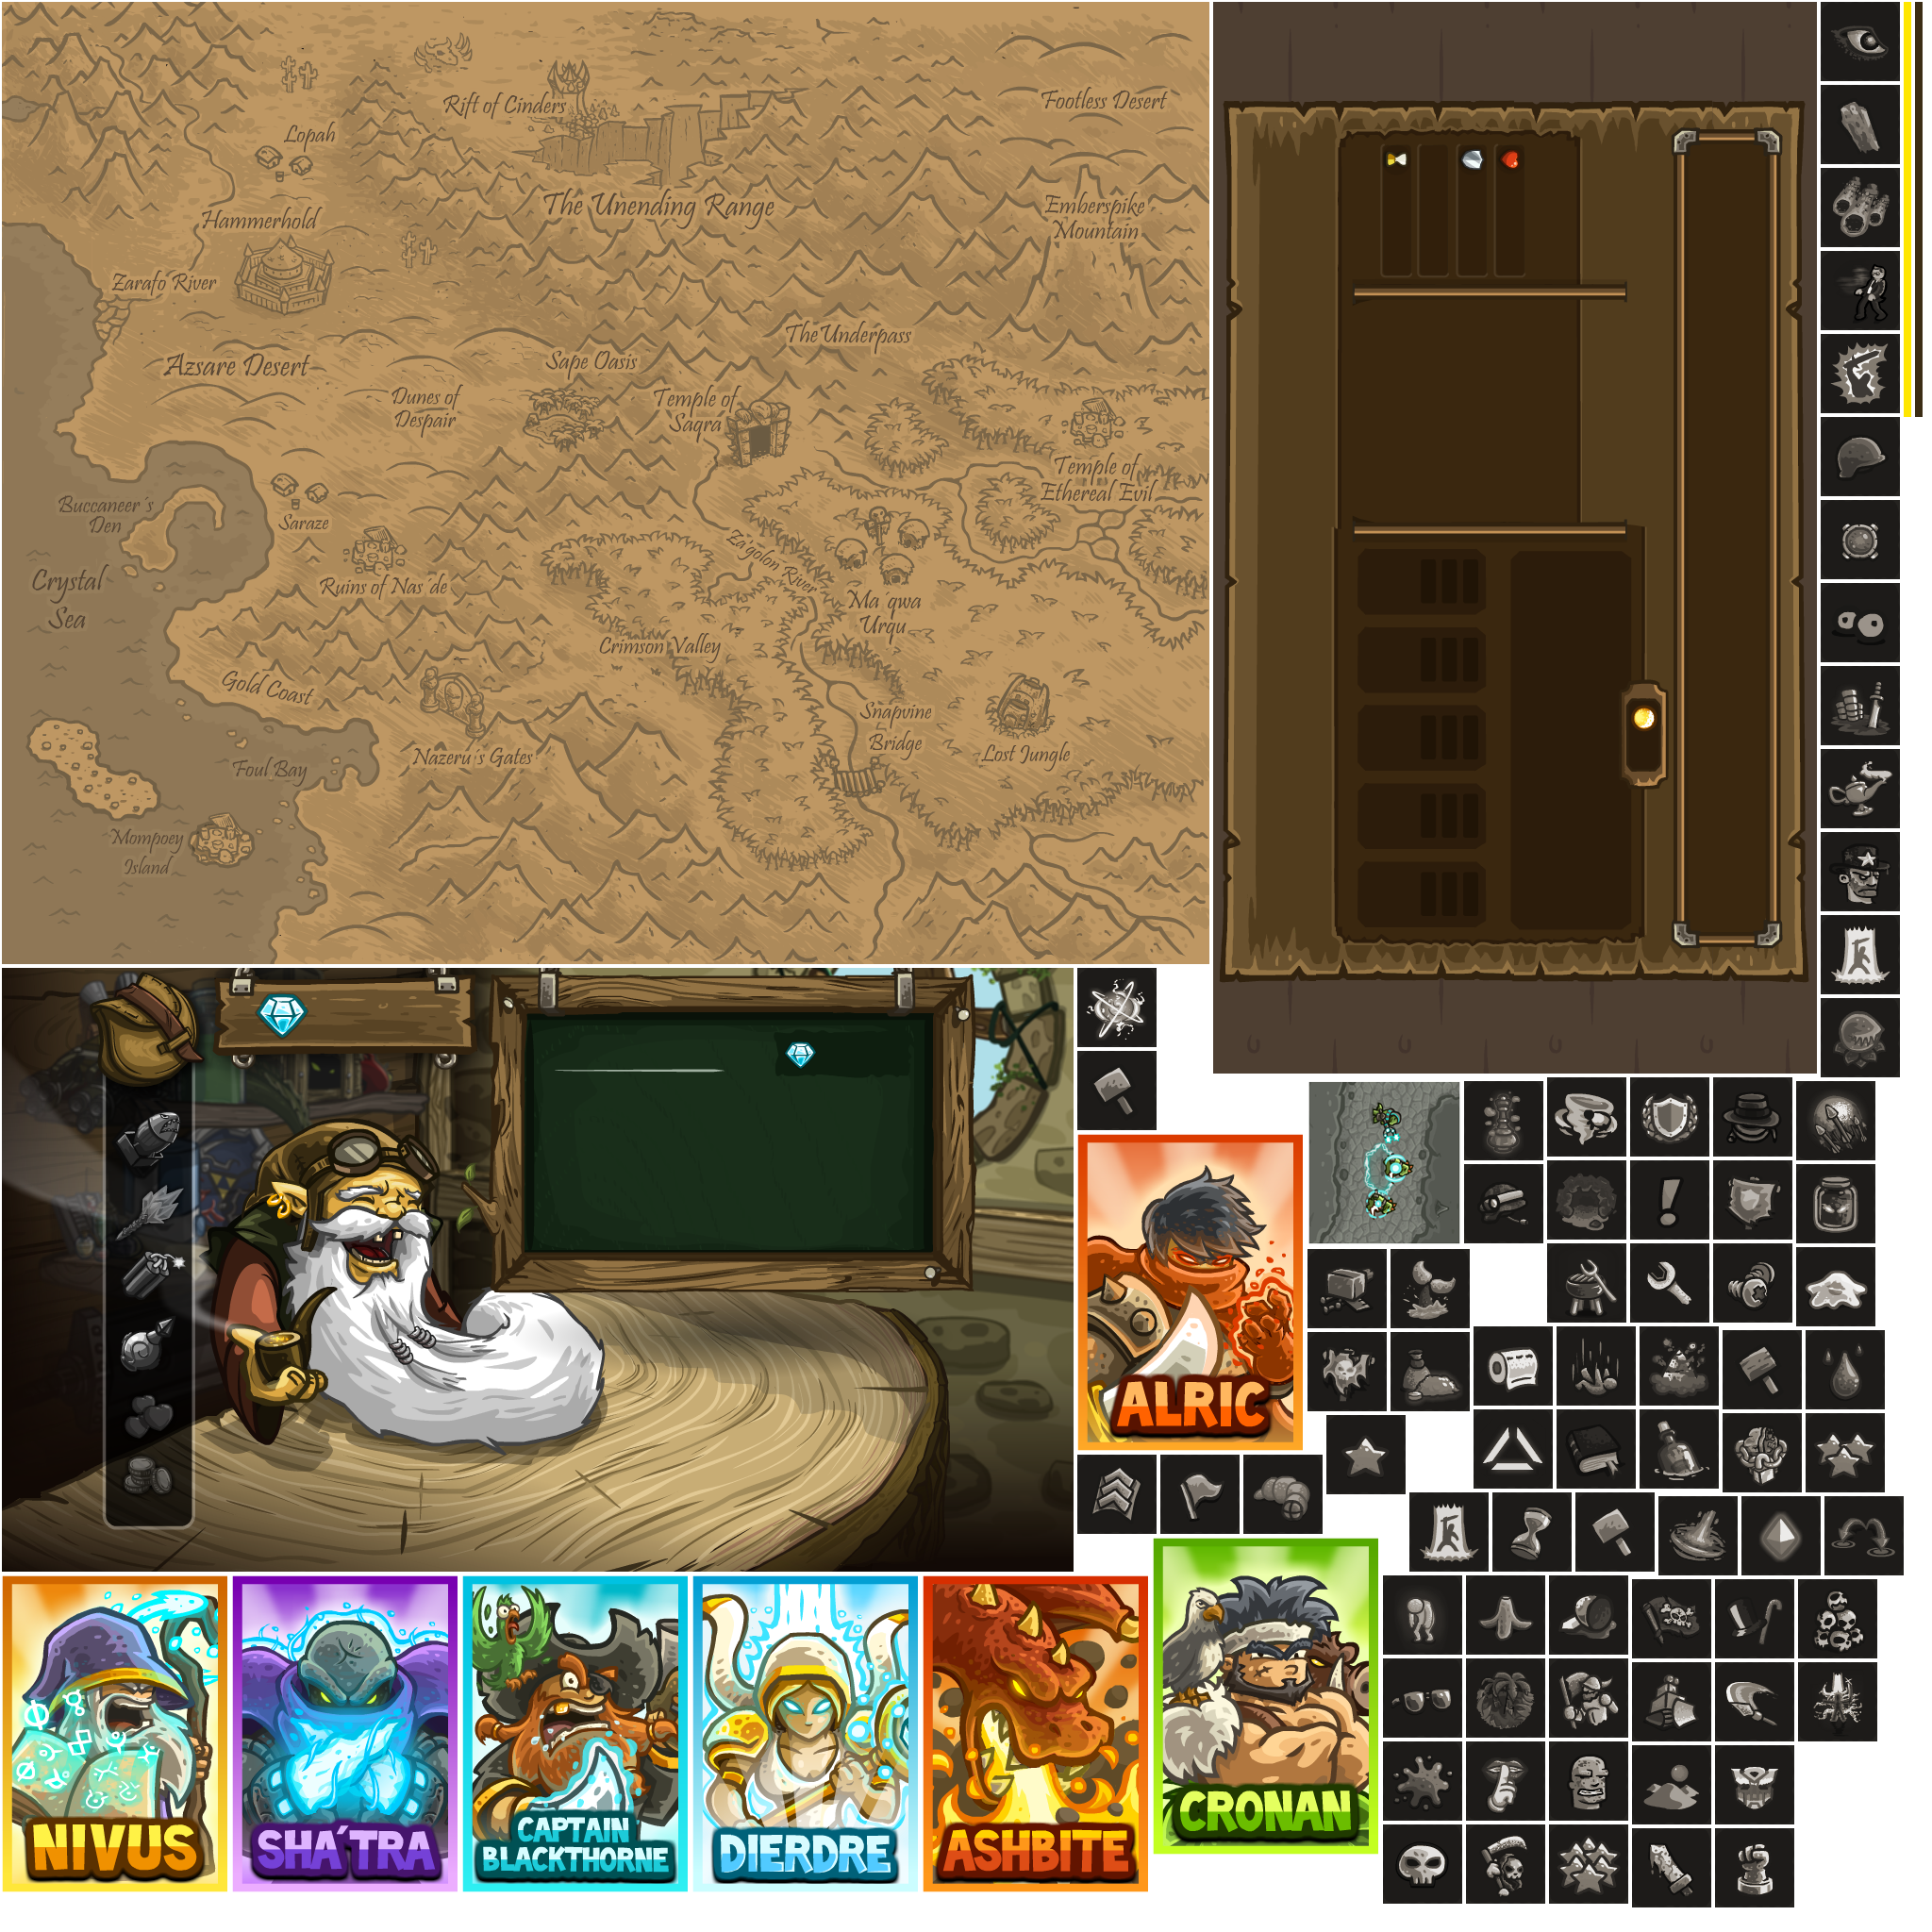 Rift of Cinders
Footless Desert
Lopah
The Unending Range
Emberspike
Mountain
Hammerhold
Zarafo River
The Underpass
Azsare Desert
Sape Oasis
Dunes of
Despair
Temple of
Saqra
Temple of
Ethereal Evil
Buccaneer´s
Den
Saraze
Za´golon River
Crystal
Sea
Ruins of Nas´de
Ma´qwa
Urqu
Crimson Valley
Gold Coast
Snapvine
Bridge
Nazeru´s Gates
Lost Jungle
Foul Bay
Mompoey
Island
ALRIC
NIVUS
SHA´TRA
CAPTAIN
BLACKTHORNE
DIERDRE
ASHBITE
CRONAN